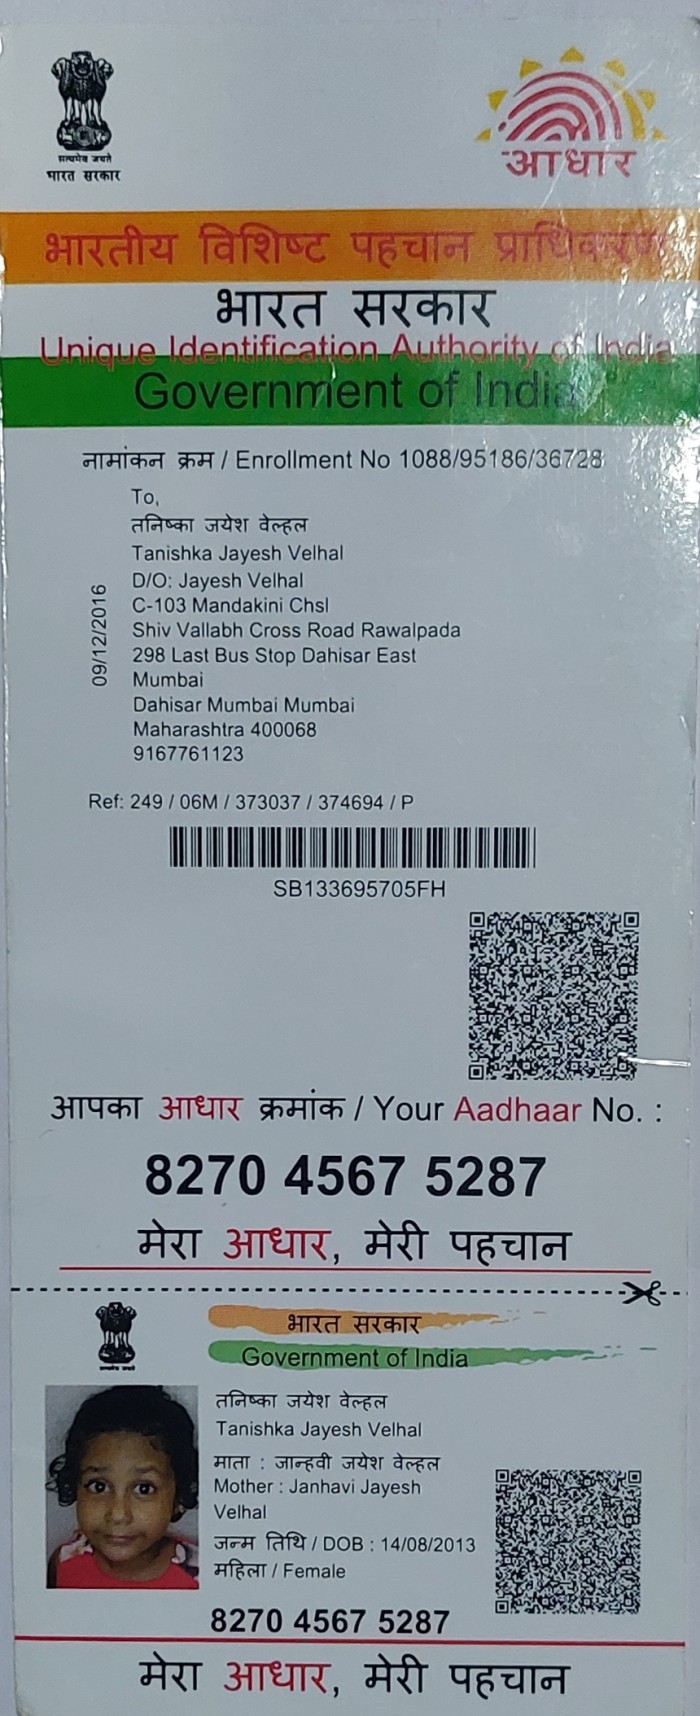 सत्यमेव जयते
भारत सरकार
आधार
भारतीय विशिष्ट पहचान प्राधिकरण
भारत सरकार
Unique Identification Authority of India
Government of India
नामांकन क्रम / Enrollment No 1088/95186/36728
To,
तनिष्का जयेश वेल्हल
Tanishka Jayesh Velhal
D/O: Jayesh Velhal
C-103 Mandakini Chsl
Shiv Vallabh Cross Road Rawalpada
298 Last Bus Stop Dahisar East
Mumbai
Dahisar Mumbai Mumbai
Maharashtra 400068
9167761123
09/12/2016
Ref: 249 / 06M / 373037 / 374694 / P
SB133695705FH
आपका आधार क्रमांक / Your Aadhaar No. :
8270 4567 5287
मेरा आधार, मेरी पहचान
भारत सरकार
Government of India
तनिष्का जयेश वेल्हल
Tanishka Jayesh Velhal
माता : जान्हवी जयेश वेल्हल
Mother : Janhavi Jayesh
Velhal
जन्म तिथि / DOB : 14/08/2013
महिला / Female
8270 4567 5287
मेरा आधार, मेरी पहचान